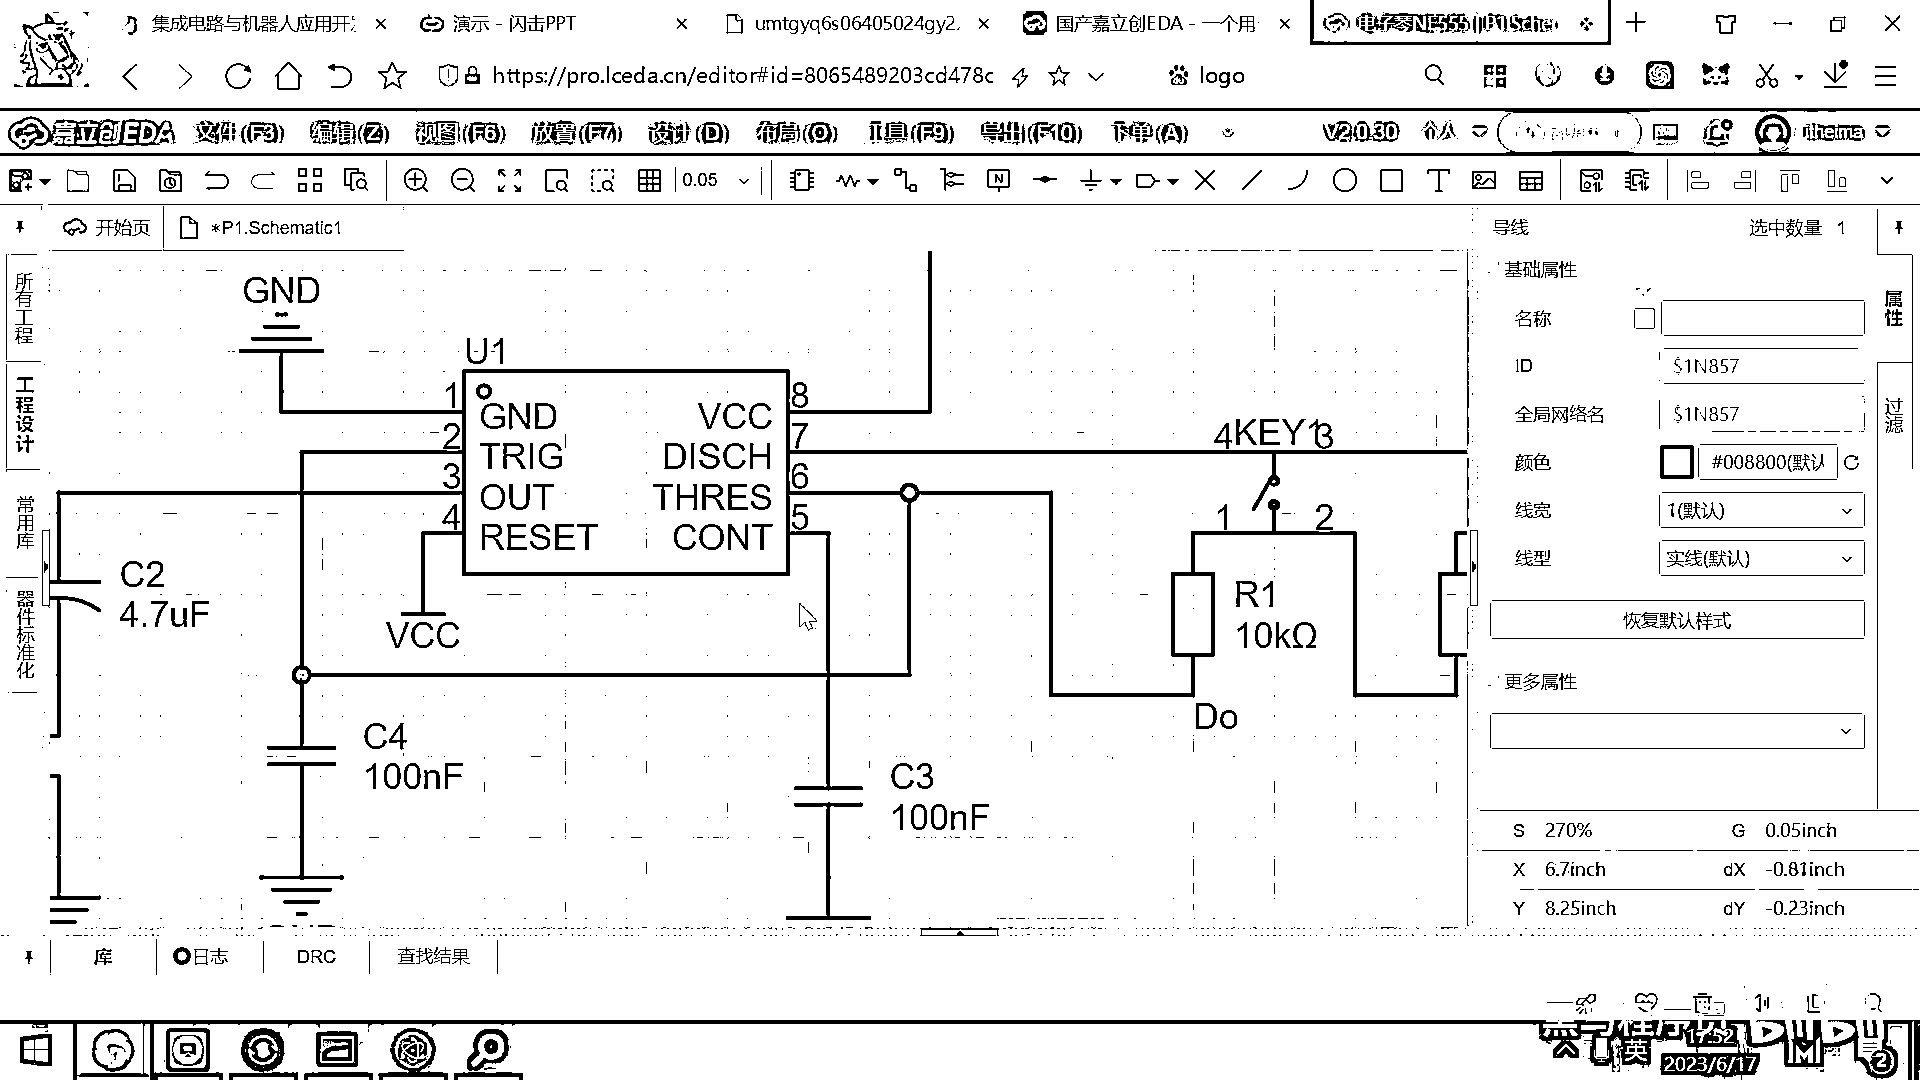 集成电路与机器人应用开发
演示 - 闪击PPT
umtgyq6s06405024gy2.
国产嘉立创EDA - 一个用
https://pro.lceda.cn/editor#id=8065489203cd478c
logo
嘉立创EDA
文件(F3)
编辑(Z)
视图(F6)
放置(F7)
设计(D)
布局(O)
工具(F9)
导出(F10)
下单(A)
V2.0.30
个人
itheima
0.05
开始页
*P1.Schematic1
所有工程
工程设计
常用库
器件标准化
GND
U1
1
GND
2
TRIG
3
OUT
4
RESET
VCC
8
DISCH
7
THRES
6
CONT
5
VCC
C2
4.7uF
C4
100nF
C3
100nF
4
KEY1
3
1
2
R1
10kΩ
Do
导线
选中数量 1
基础属性
名称
ID
$1N857
全局网络名
$1N857
颜色
#008800(默认
线宽
1(默认)
线型
实线(默认)
恢复默认样式
更多属性
属性
过滤
S 270%
G 0.05inch
X 6.7inch
dX -0.81inch
Y 8.25inch
dY -0.23inch
库
日志
DRC
查找结果
英
17:52
2023/6/17
2